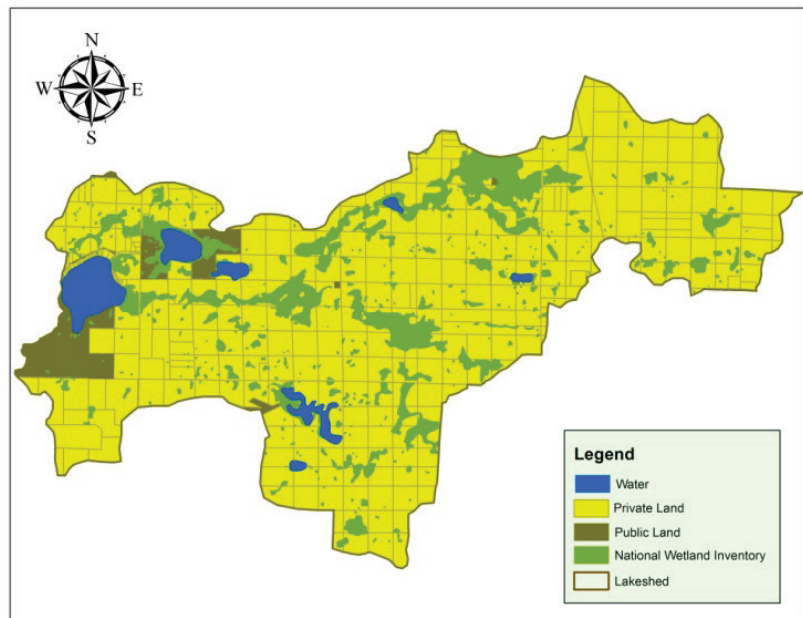 N
W E
S
Legend
Water
Private Land
Public Land
National Wetland Inventory
Lakeshed